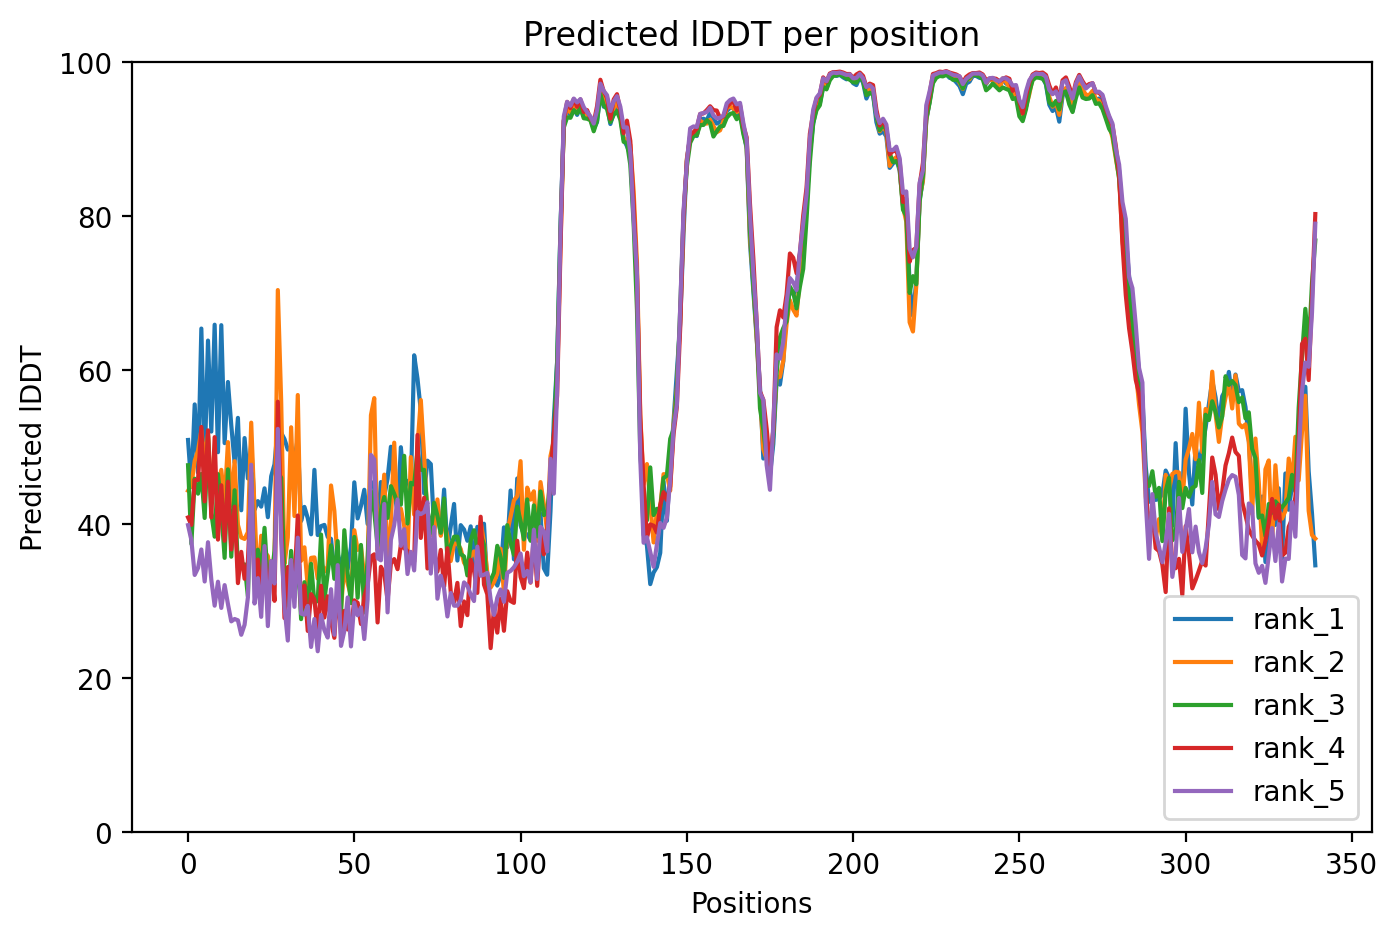 Predicted lDDT per position
100
80
60
40
20
0
Predicted lDDT
0 50 100 150 200 250 300 350
Positions
rank_1
rank_2
rank_3
rank_4
rank_5